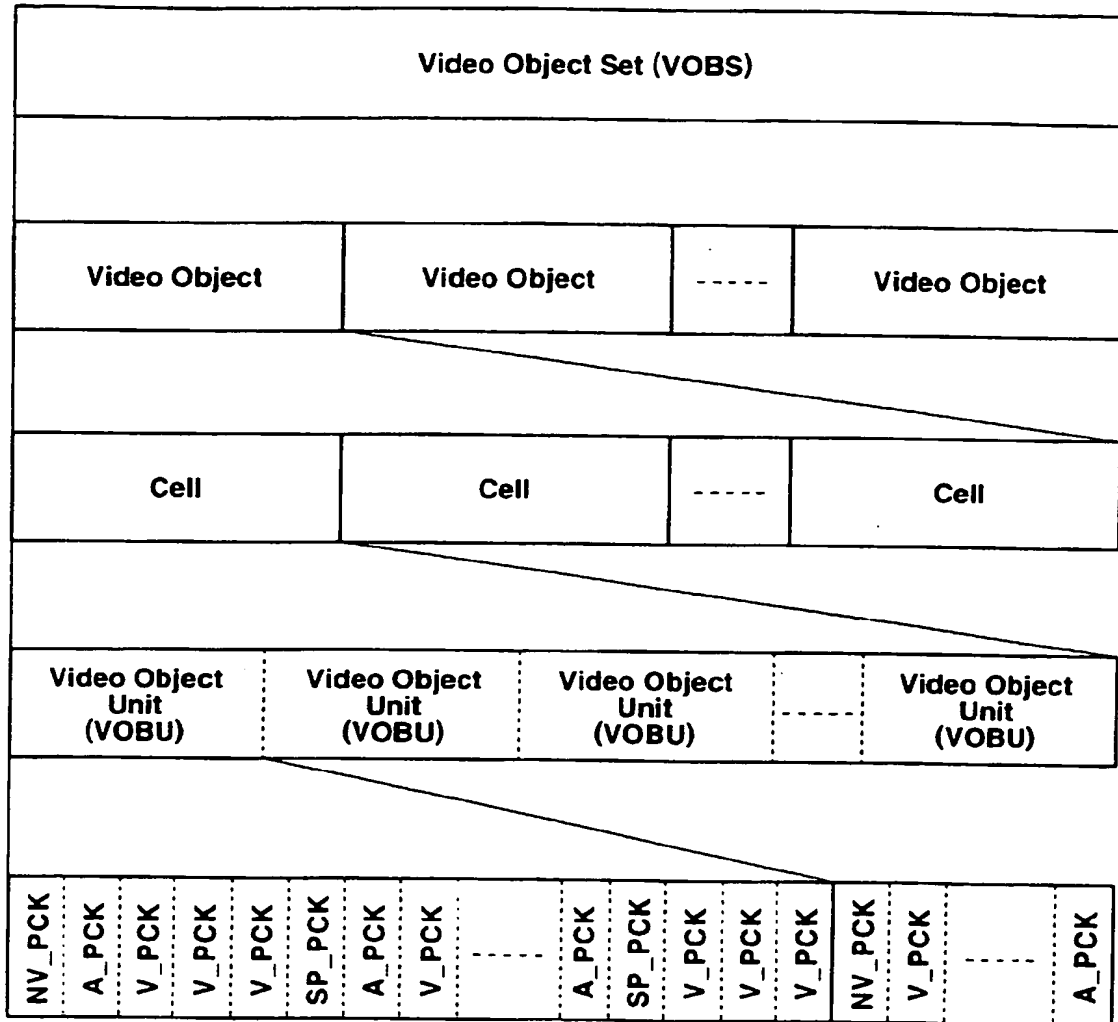 Video Object Set (VOBS)
Video Object Video Object ----- Video Object
Cell Cell ----- Cell
Video Object Video Object Video Object Video Object
Unit Unit Unit ----- Unit
(VOBU) (VOBU) (VOBU) (VOBU)
NV_PCK A_PCK V_PCK V_PCK V_PCK SP_PCK A_PCK V_PCK ----- A_PCK SP_PCK V_PCK V_PCK V_PCK NV_PCK V_PCK ----- A_PCK